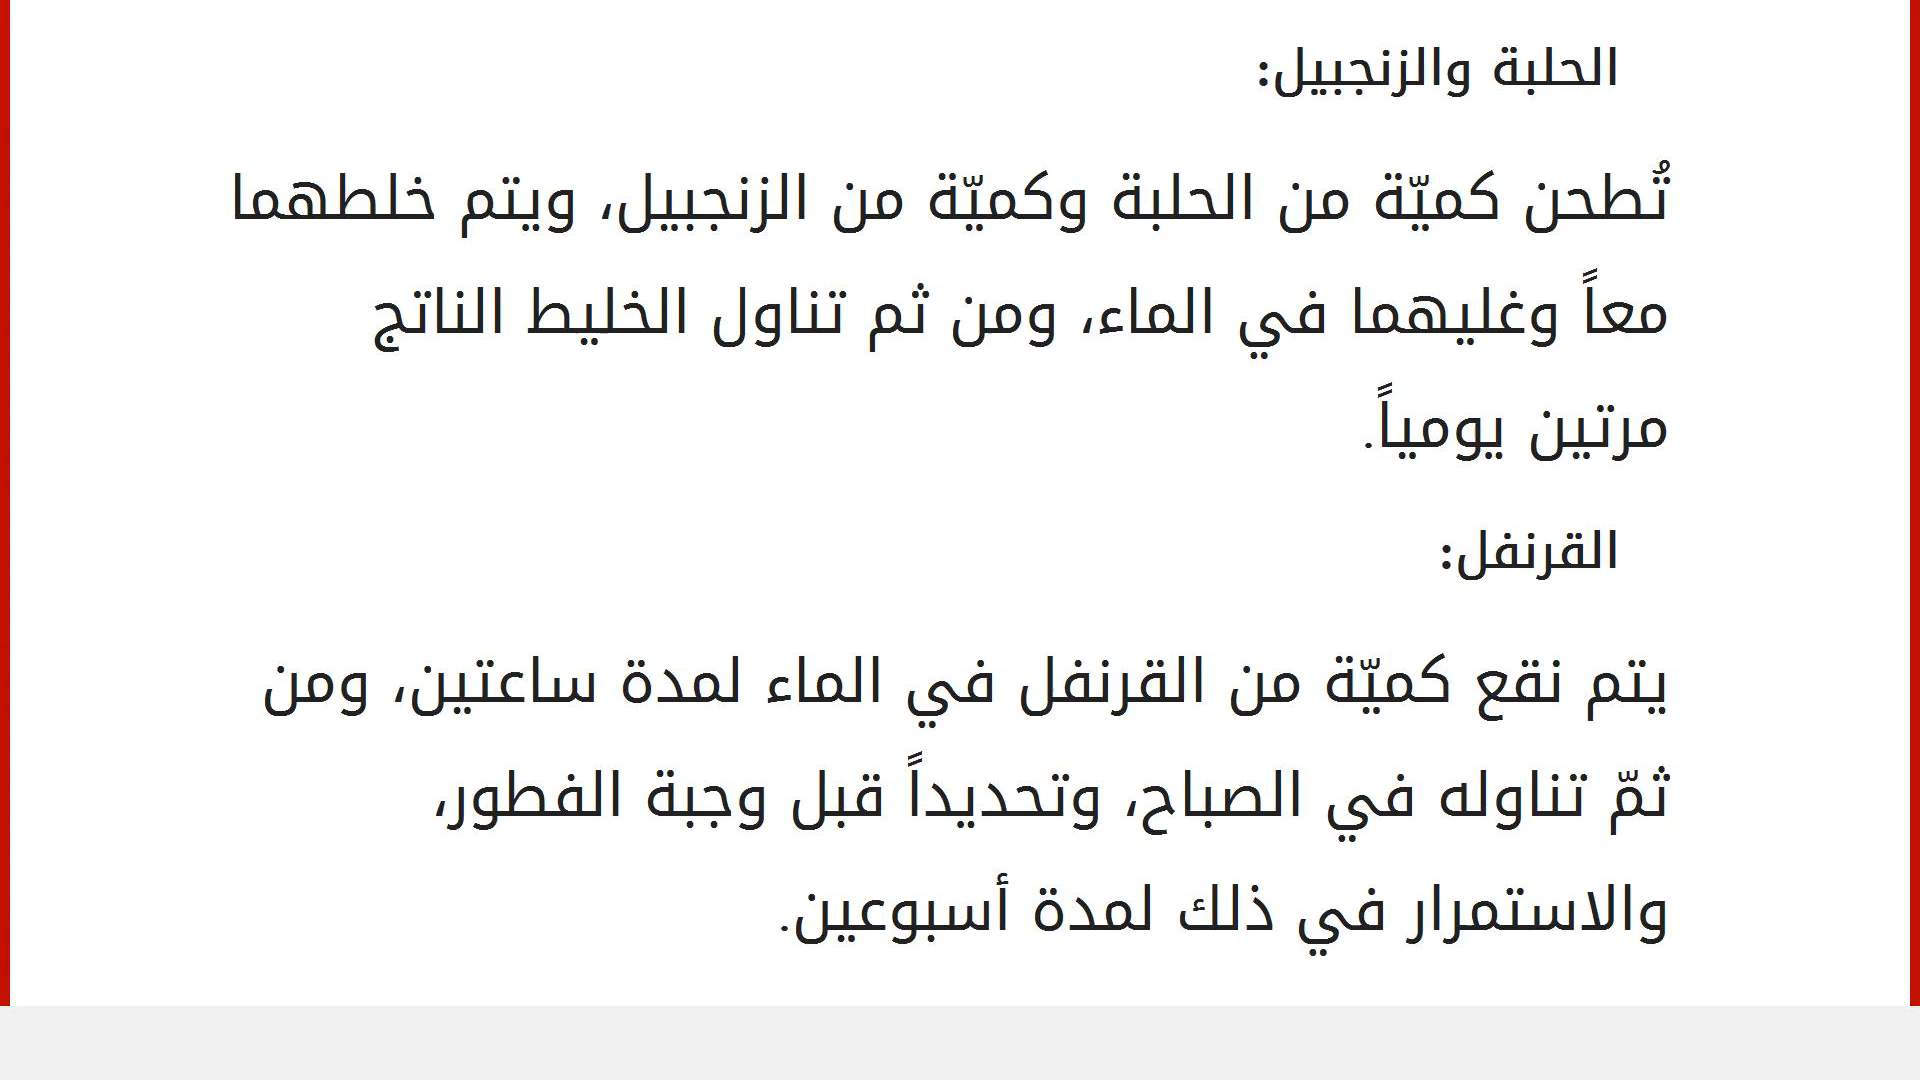 الحلبة والزنجبيل:
تُطحن كميّة من الحلبة وكميّة من الزنجبيل، ويتم خلطهما
معاً وغليهما في الماء، ومن ثم تناول الخليط الناتج
مرتين يومياً.
القرنفل:
يتم نقع كميّة من القرنفل في الماء لمدة ساعتين، ومن
ثمّ تناوله في الصباح، وتحديداً قبل وجبة الفطور،
والاستمرار في ذلك لمدة أسبوعين.